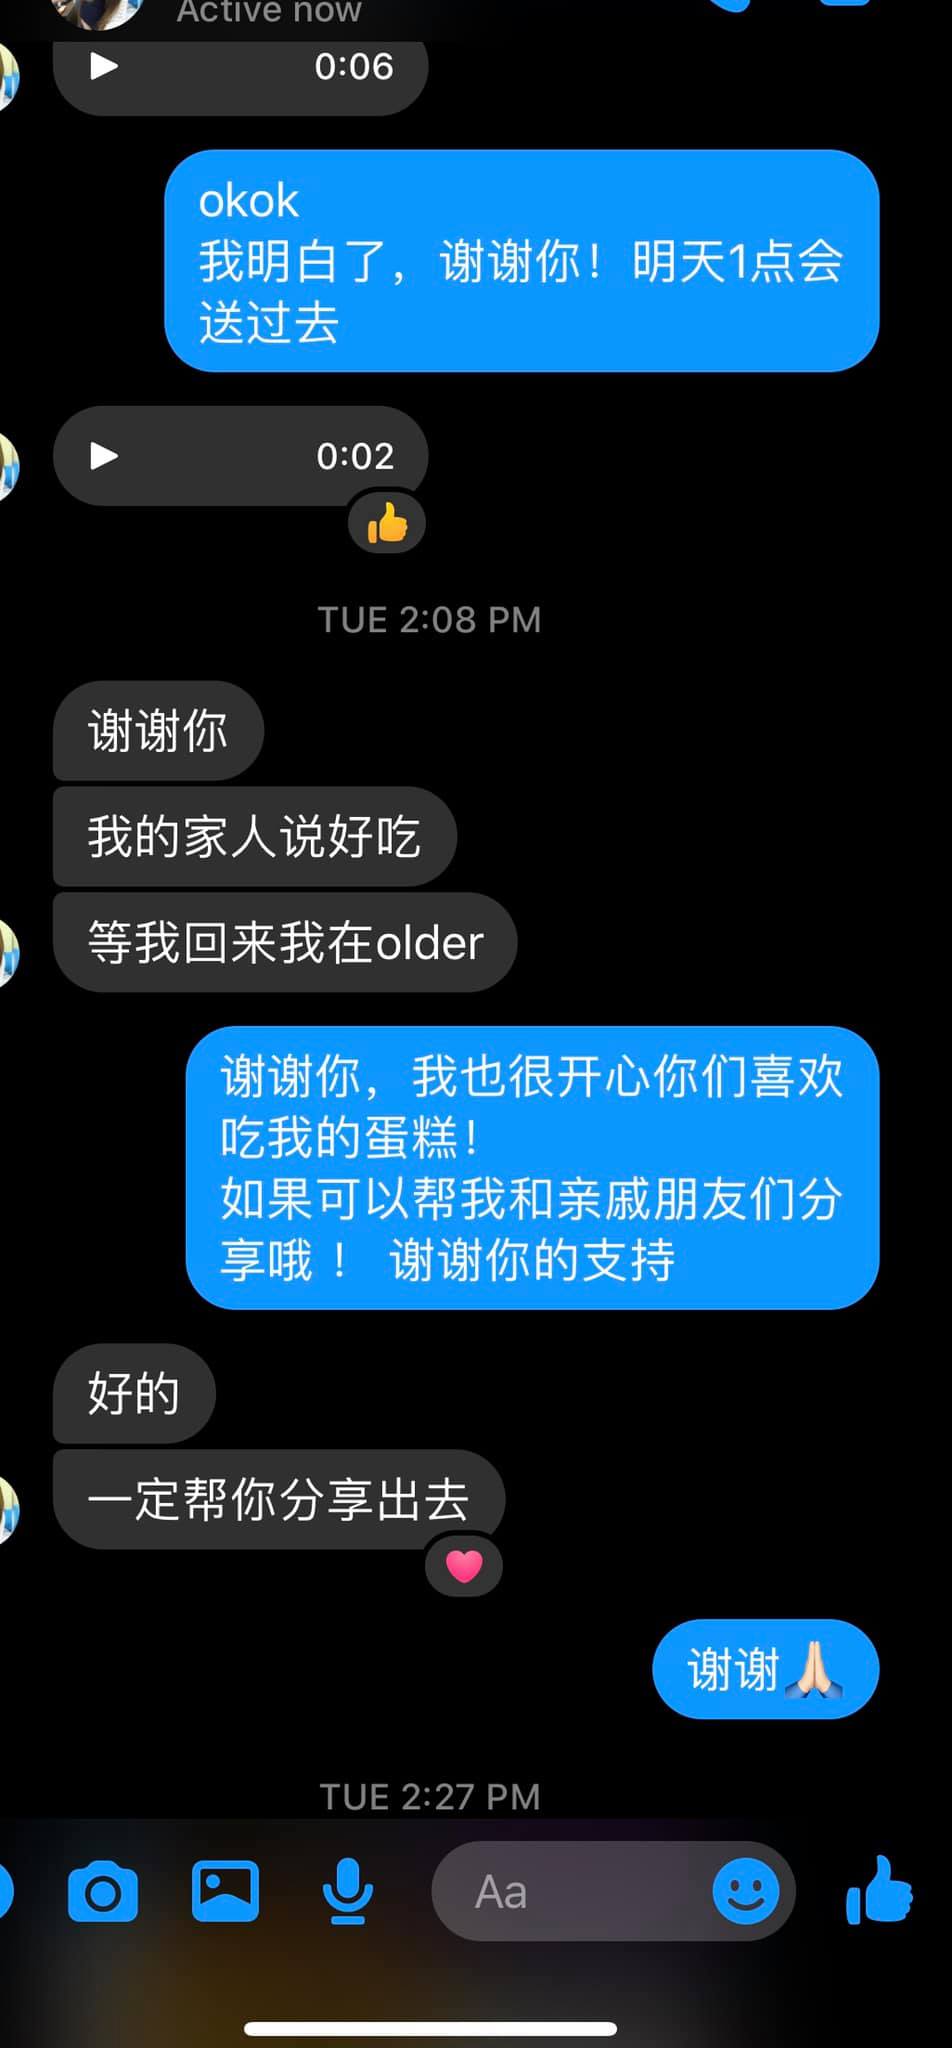 Active now
0:06
okok
我明白了，谢谢你！明天1点会
送过去
0:02
TUE 2:08 PM
谢谢你
我的家人说好吃
等我回来我在older
谢谢你，我也很开心你们喜欢
吃我的蛋糕！
如果可以帮我和亲戚朋友们分
享哦 ！ 谢谢你的支持
好的
一定帮你分享出去
谢谢🙏🏻
TUE 2:27 PM
Aa